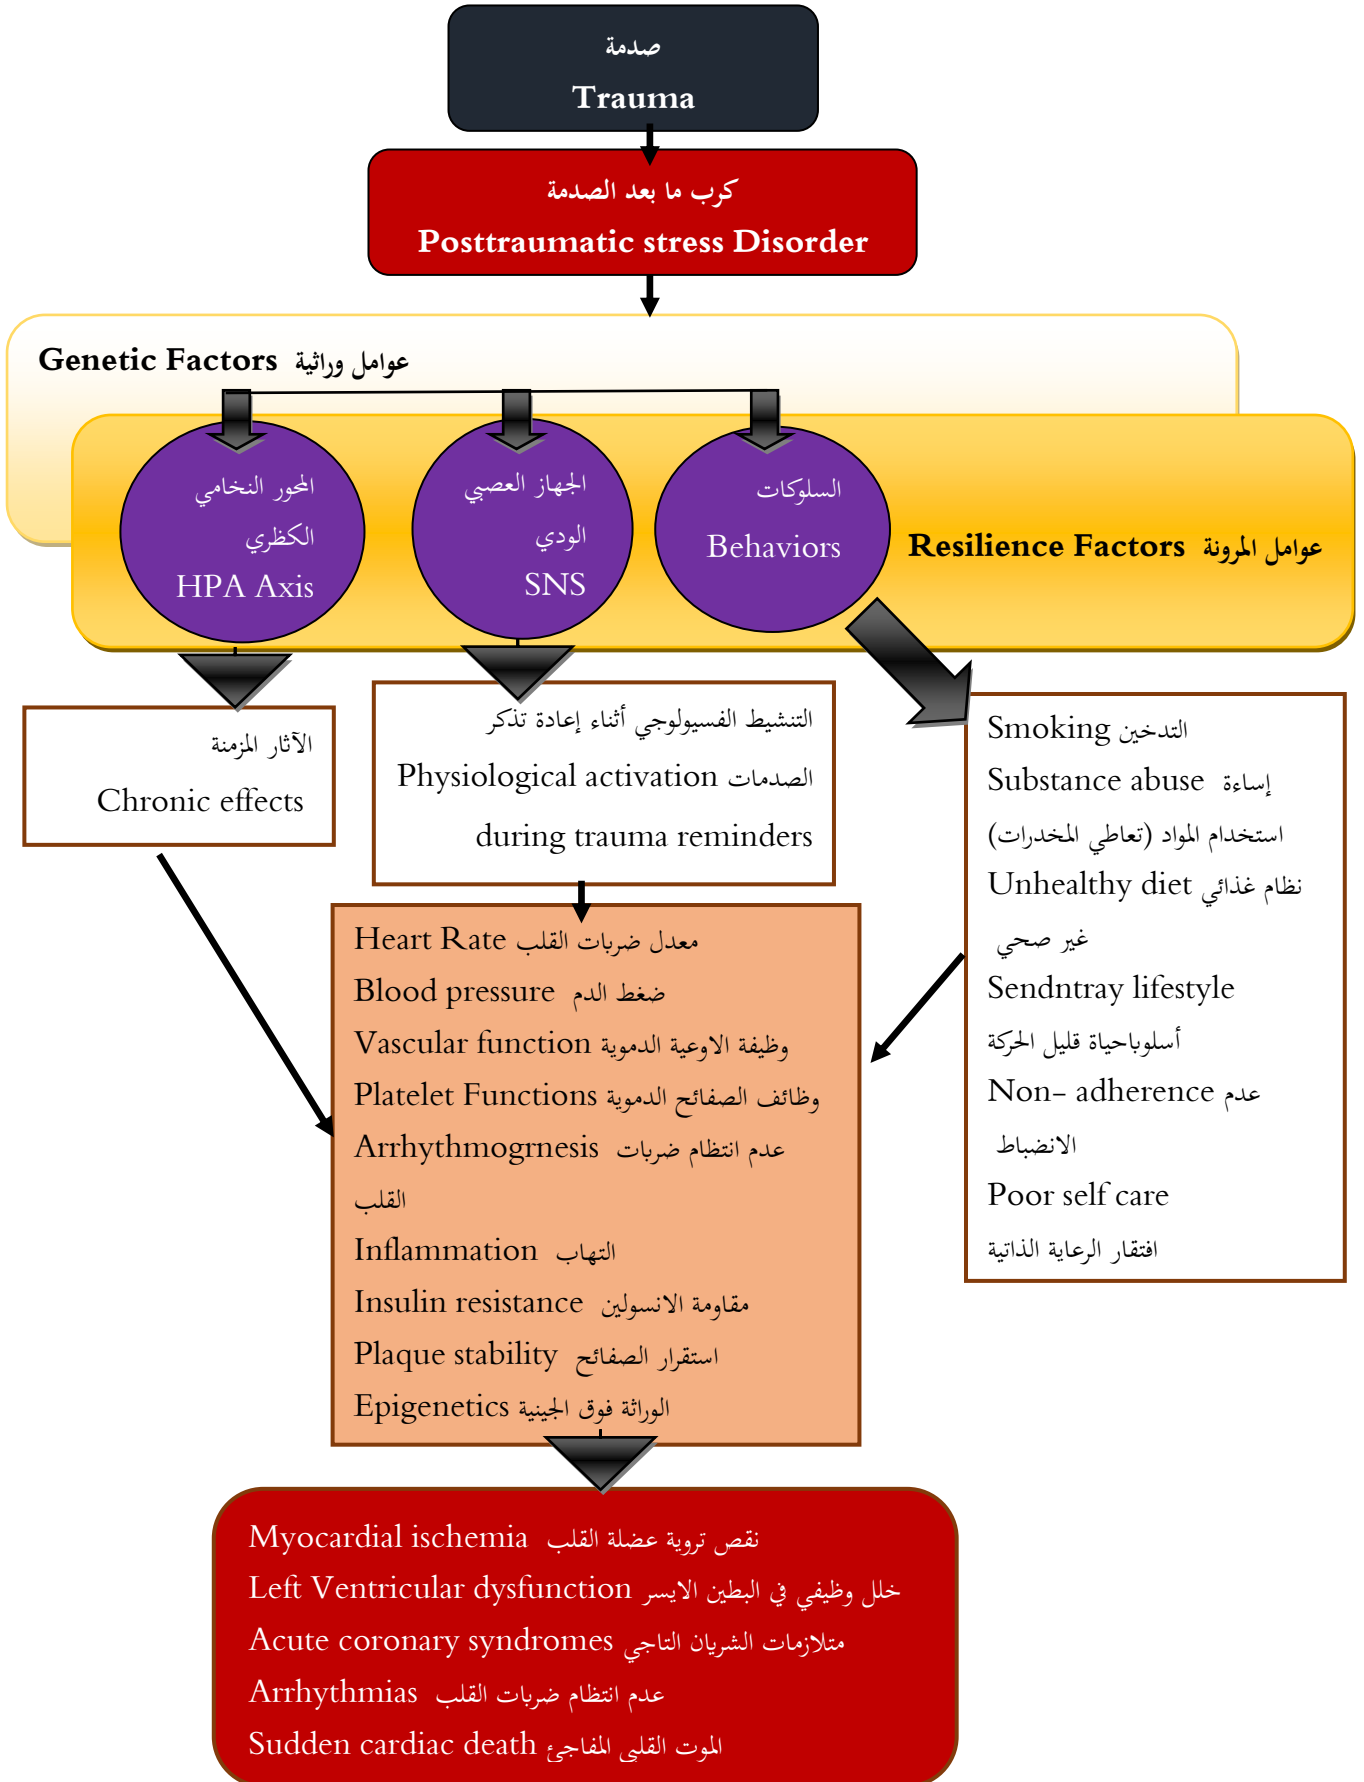 صدمة
Trauma
كرب ما بعد الصدمة
Posttraumatic stress Disorder
Genetic Factors عوامل وراثية
المحور النخامي
الكظري
HPA Axis
الجهاز العصبي
الودي
SNS
السلوكات
Behaviors
Resilience Factors عوامل المرونة
الآثار المزمنة
Chronic effects
التنشيط الفسيولوجي أثناء إعادة تذكر
الصدمات Physiological activation
during trauma reminders
Smoking التدخين
Substance abuse إساءة
استخدام المواد (تعاطي المخدرات)
Unhealthy diet نظام غذائي
غير صحي
Sendntray lifestyle
أسلوباحياة قليل الحركة
Non- adherence عدم
الانضباط
Poor self care
افتقار الرعاية الذاتية
Heart Rate معدل ضربات القلب
Blood pressure ضغط الدم
Vascular function وظيفة الاوعية الدموية
Platelet Functions وظائف الصفائح الدموية
Arrhythmogrnesis عدم انتظام ضربات
القلب
Inflammation التهاب
Insulin resistance مقاومة الانسولين
Plaque stability استقرار الصفائح
Epigenetics الوراثة فوق الجينية
Myocardial ischemia نقص تروية عضلة القلب
Left Ventricular dysfunction خلل وظيفي في البطين الايسر
Acute coronary syndromes متلازمات الشريان التاجي
Arrhythmias عدم انتظام ضربات القلب
Sudden cardiac death الموت القلبي المفاجئ